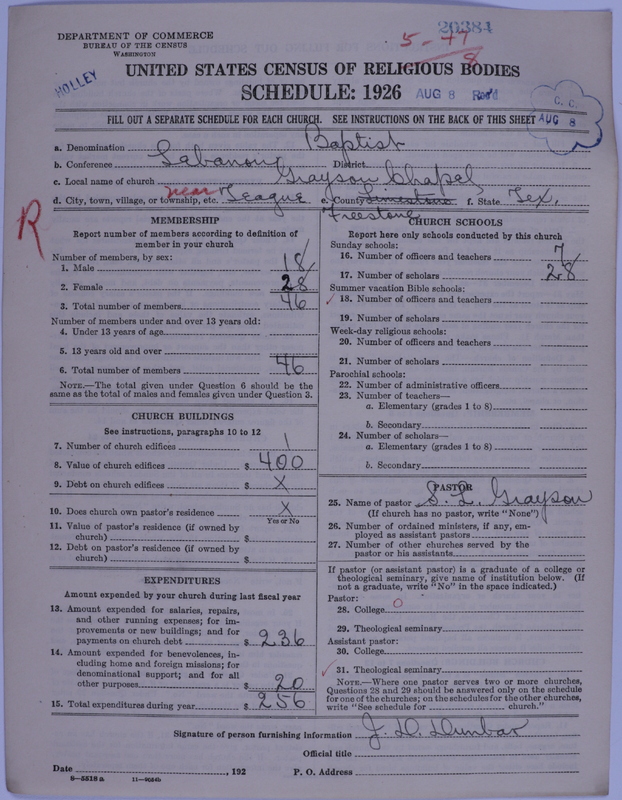 DEPARTMENT OF COMMERCE
BUREAU OF THE CENSUS
WASHINGTON
20384
5-77
8
HOLLEY
UNITED STATES CENSUS OF RELIGIOUS BODIES
SCHEDULE: 1926 AUG 8 Rec'd
C. C.
AUG 8
FILL OUT A SEPARATE SCHEDULE FOR EACH CHURCH. SEE INSTRUCTIONS ON THE BACK OF THIS SHEET
a. Denomination Baptist
b. Conference District
c. Local name of church Grayson Chapel
d. City, town, village, or township, etc. near Teague e. County Limestone f. State Tex.
Freestone
R
MEMBERSHIP
Report number of members according to definition of
member in your church
Number of members, by sex:
1. Male 18
2. Female 28
3. Total number of members 46
Number of members under and over 13 years old:
4. Under 13 years of age
5. 13 years old and over
6. Total number of members 46
NOTE.—The total given under Question 6 should be
same as the total of males and females given under Question 3.
CHURCH BUILDINGS
See instructions, paragraphs 10 to 12
7. Number of church edifices 1
8. Value of church edifices $ 400
9. Debt on church edifices $ X
10. Does church own pastor's residence X
Yes or No
11. Value of pastor's residence (if owned by
church) $
12. Debt on pastor's residence (if owned by
church) $
EXPENDITURES
Amount expended by your church during last fiscal year
13. Amount expended for salaries, repairs,
and other running expenses; for im-
provements or new buildings; and for
payments on church debt $ 236
14. Amount expended for benevolences, in-
cluding home and foreign missions; for
denominational support; and for all
other purposes $ 20
15. Total expenditures during year $ 256
CHURCH SCHOOLS
Report here only schools conducted by this church
Sunday schools:
16. Number of officers and teachers 7
17. Number of scholars 28
Summer vacation Bible schools:
18. Number of officers and teachers
19. Number of scholars
Week-day religious schools:
20. Number of officers and teachers
21. Number of scholars
Parochial schools:
22. Number of administrative officers
23. Number of teachers—
a. Elementary (grades 1 to 8)
b. Secondary
24. Number of scholars—
a. Elementary (grades 1 to 8)
b. Secondary
PASTOR
25. Name of pastor S. L. Grayson
(If church has no pastor, write "None")
26. Number of ordained ministers, if any, em-
ployed as assistant pastors
27. Number of other churches served by the
pastor or his assistants
If pastor (or assistant pastor) is a graduate of a college or
theological seminary, give name of institution below. (If
not a graduate, write "No" in the space indicated.)
Pastor:
28. College O
29. Theological seminary
Assistant pastor:
30. College
31. Theological seminary
NOTE.—Where one pastor serves two or more churches,
Questions 28 and 29 should be answered only on the schedule
for one of the churches; on the schedules for the other churches,
write "See schedule for church."
Signature of person furnishing information J. D. Dunbar
Official title
Date , 192 P. O. Address
8-5518a 11-9034b